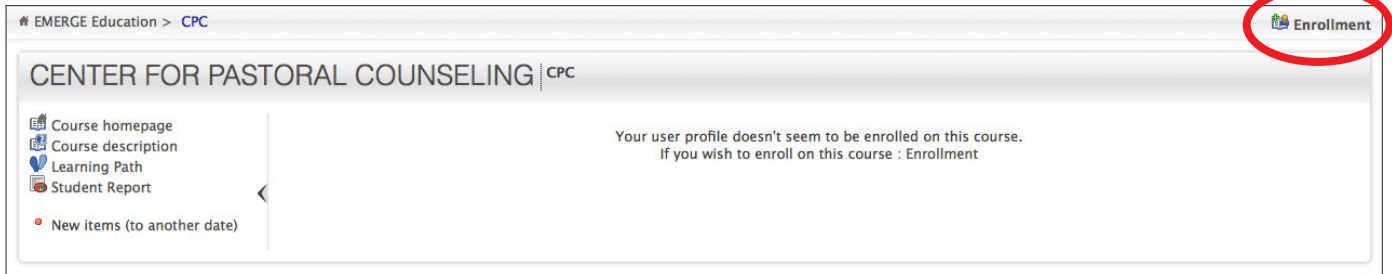 EMERGE Education > CPC
Enrollment
CENTER FOR PASTORAL COUNSELING CPC
Course homepage
Course description
Learning Path
Student Report
New items (to another date)
Your user profile doesn't seem to be enrolled on this course.
If you wish to enroll on this course : Enrollment